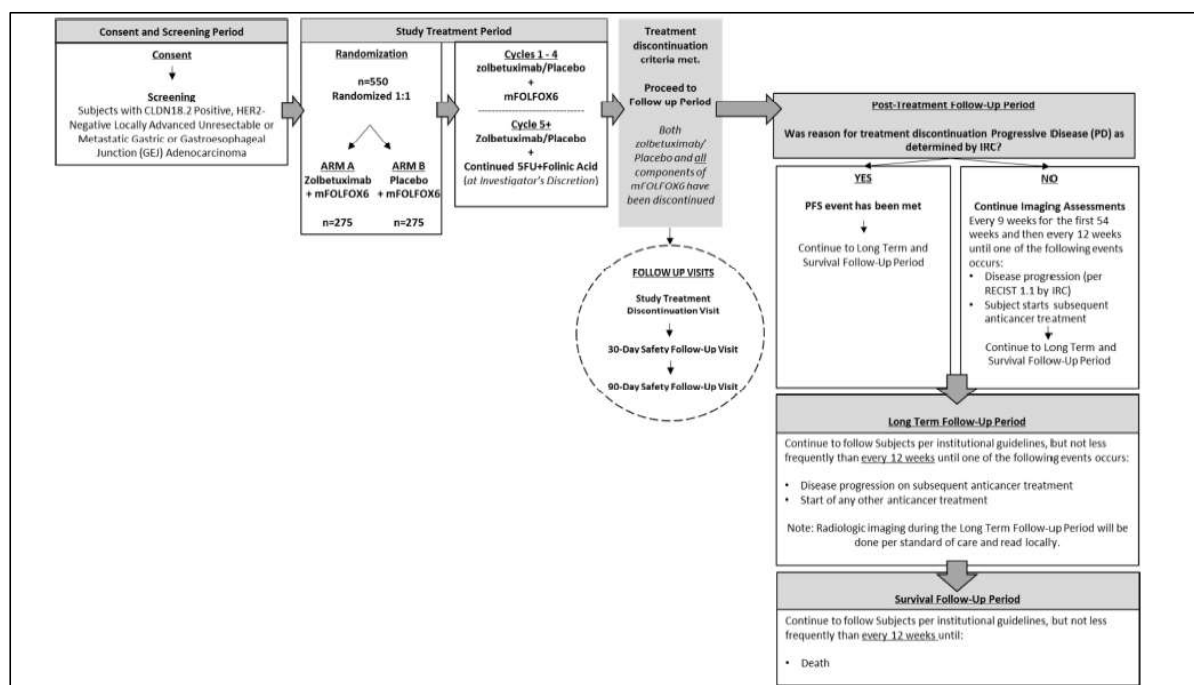 Consent and Screening Period
Consent
Screening
Subjects with CLDN18.2 Positive, HER2-
Negative Locally Advanced Unresectable or
Metastatic Gastric or Gastroesophageal
Junction (GEJ) Adenocarcinoma
Study Treatment Period
Randomization
n=550
Randomized 1:1
ARM A
Zolbetuximab
+ mFOLFOX6
n=275
ARM B
Placebo
+ mFOLFOX6
n=275
Cycles 1 - 4
zolbetuximab/Placebo
+
mFOLFOX6
Cycle 5+
Zolbetuximab/Placebo
+
Continued 5FU+Folinic Acid
(at Investigator's Discretion)
Treatment
discontinuation
criteria met.
Proceed to
Follow up Period
Both
zolbetuximab/
Placebo and all
components of
mFOLFOX6 have
been discontinued
FOLLOW UP VISITS
Study Treatment
Discontinuation Visit
30-Day Safety Follow-Up Visit
90-Day Safety Follow-Up Visit
Post-Treatment Follow-Up Period
Was reason for treatment discontinuation Progressive Disease (PD) as
determined by IRC?
YES
PFS event has been met
Continue to Long Term and
Survival Follow-Up Period
NO
Continue Imaging Assessments
Every 9 weeks for the first 54
weeks and then every 12 weeks
until one of the following events
occurs:
• Disease progression (per
RECIST 1.1 by IRC)
• Subject starts subsequent
anticancer treatment
Continue to Long Term and
Survival Follow-Up Period
Long Term Follow-Up Period
Continue to follow Subjects per institutional guidelines, but not less
frequently than every 12 weeks until one of the following events occurs:
• Disease progression on subsequent anticancer treatment
• Start of any other anticancer treatment
Note: Radiologic imaging during the Long Term Follow-up Period will be
done per standard of care and read locally.
Survival Follow-Up Period
Continue to follow Subjects per institutional guidelines, but not less
frequently than every 12 weeks until:
• Death